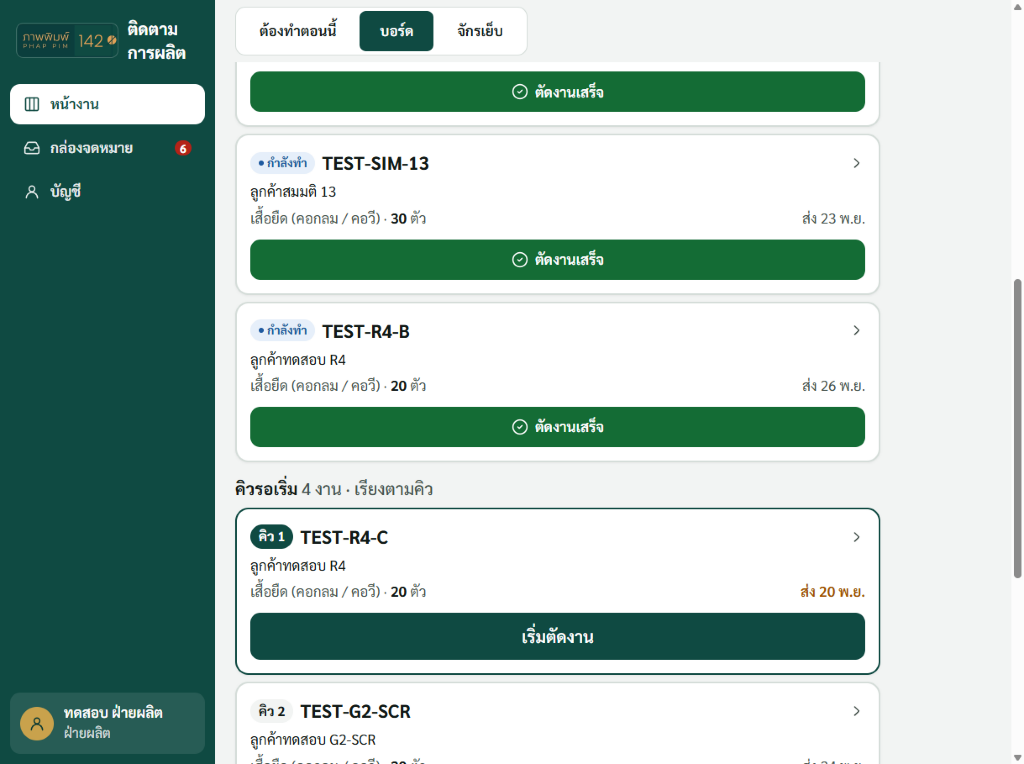 ภาพพิมพ์ 142
PHAP PIM
ติดตาม
การผลิต
หน้างาน
กล่องจดหมาย 6
บัญชี
ทดสอบ ฝ่ายผลิต
ฝ่ายผลิต
ต้องทำตอนนี้ บอร์ด จักรเย็บ
ตัดงานเสร็จ
กำลังทำ TEST-SIM-13
ลูกค้าสมมติ 13
เสื้อยืด (คอกลม / คอวี) · 30 ตัว ส่ง 23 พ.ย.
ตัดงานเสร็จ
กำลังทำ TEST-R4-B
ลูกค้าทดสอบ R4
เสื้อยืด (คอกลม / คอวี) · 20 ตัว ส่ง 26 พ.ย.
ตัดงานเสร็จ
คิวรอเริ่ม 4 งาน · เรียงตามคิว
คิว 1 TEST-R4-C
ลูกค้าทดสอบ R4
เสื้อยืด (คอกลม / คอวี) · 20 ตัว ส่ง 20 พ.ย.
เริ่มตัดงาน
คิว 2 TEST-G2-SCR
ลูกค้าทดสอบ G2-SCR
เสื้อยืด (คอกลม / คอวี)